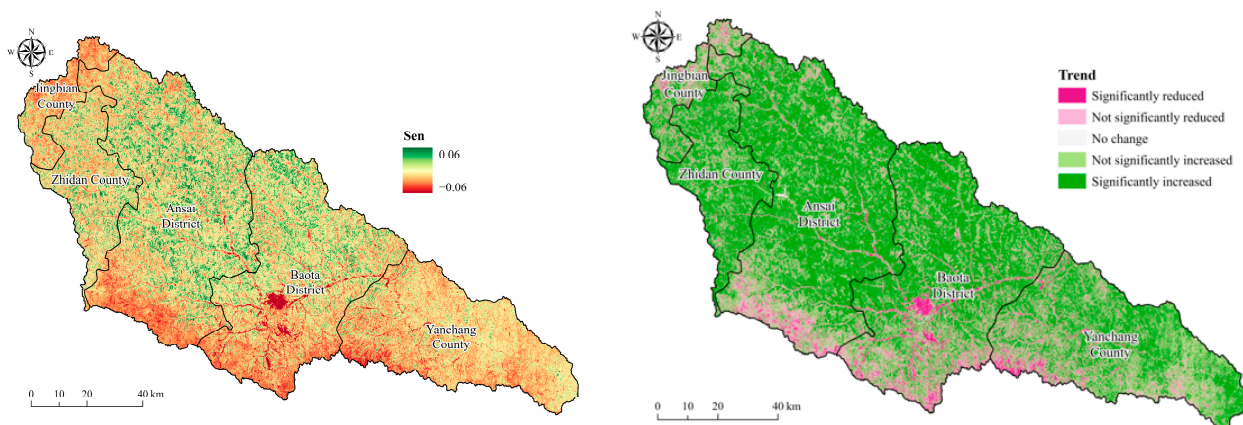 N
W E
S
Jingbian
County
Zhidan County
Ansai
District
Baota
District
Yanchang
County
Sen
0.06
−0.06
0 10 20 40 km
N
W E
S
Jingbian
County
Zhidan County
Ansai
District
Baota
District
Yanchang
County
Trend
Significantly reduced
Not significantly reduced
No change
Not significantly increased
Significantly increased
0 10 20 40 km